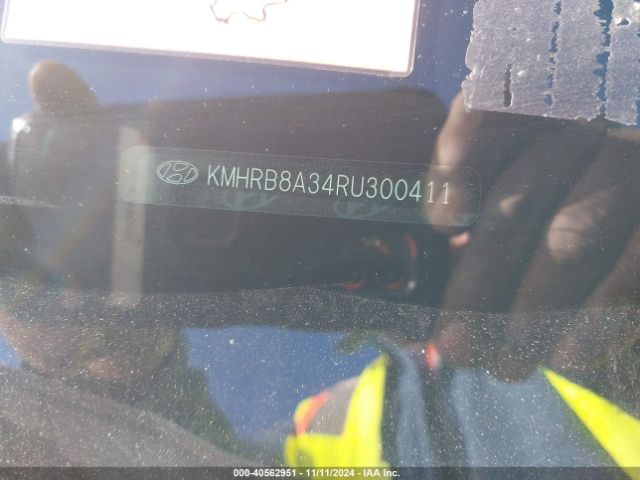 KMHRB8A34RU300411
000-40562951 - 11/11/2024 - IAA Inc.